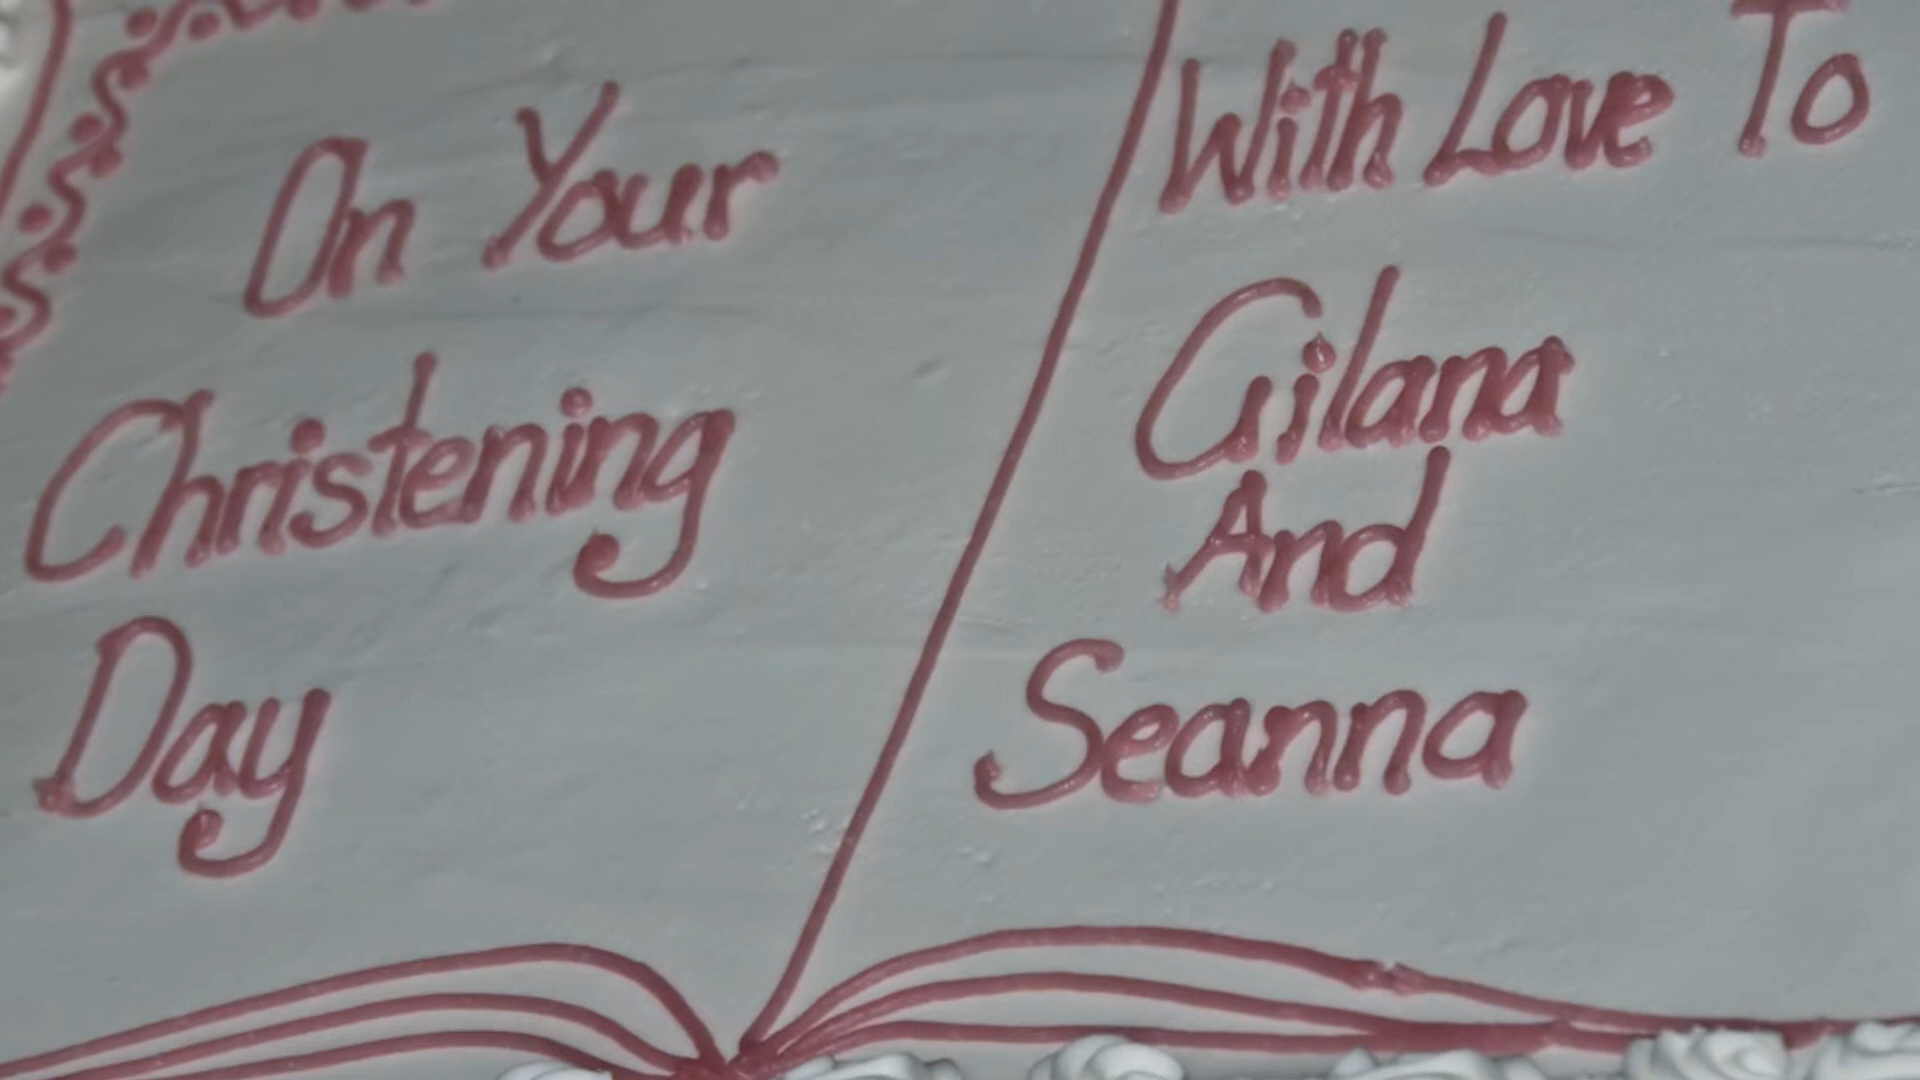 On Your
Christening
Day
With Love To
Gilana
And
Seanna